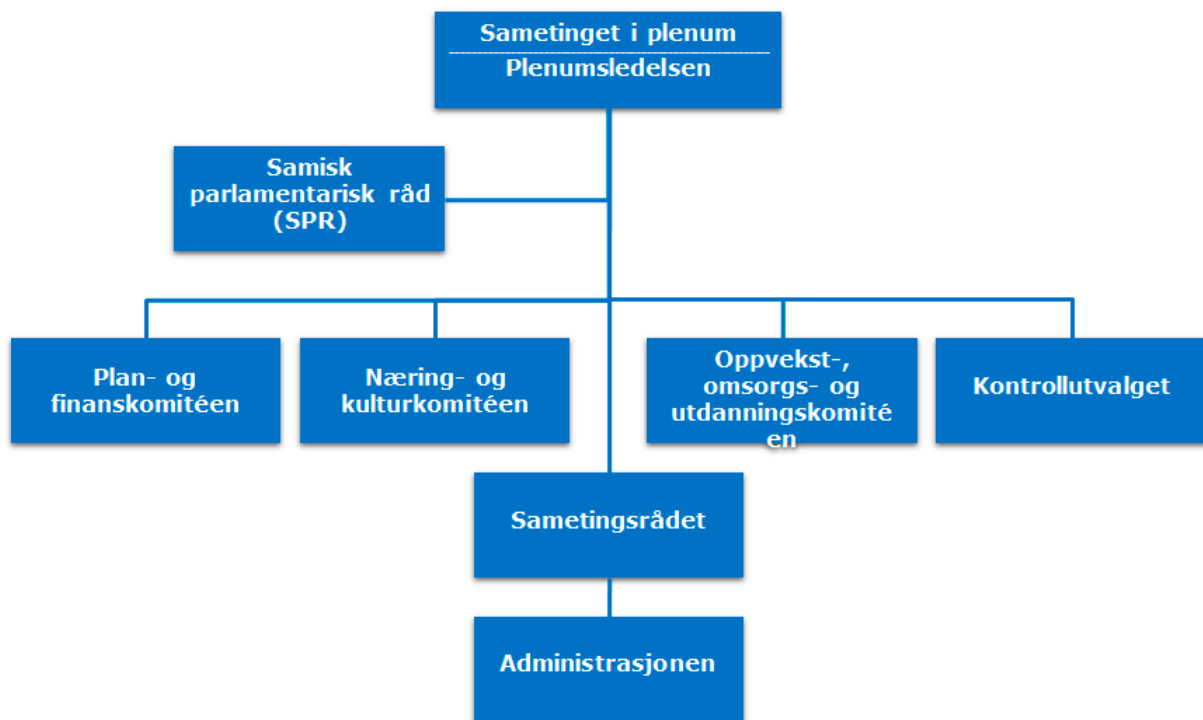 Sametinget i plenum
Plenumsledelsen
Samisk
parlamentarisk råd
(SPR)
Plan- og
finanskomitéen
Næring- og
kulturkomitéen
Oppvekst-,
omsorgs- og
utdanningskomité
en
Kontrollutvalget
Sametingsrådet
Administrasjonen